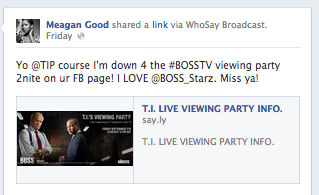 Meagan Good shared a link via WhoSay Broadcast.
Friday
Yo @TIP course I'm down 4 the #BOSSTV viewing party
2nite on ur FB page! I LOVE @BOSS_Starz. Miss ya!
T.I.'S VIEWING PARTY
BOSS
starz
T.I. LIVE VIEWING PARTY INFO.
say.ly
T.I. LIVE VIEWING PARTY INFO.